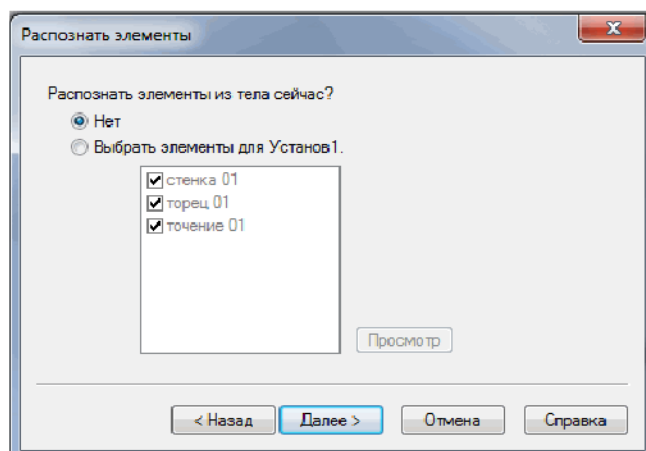 Распознать элементы
Распознать элементы из тела сейчас?
Нет
Выбрать элементы для Установ1.
стенка 01
торец 01
точение 01
Просмотр
< Назад Далее > Отмена Справка